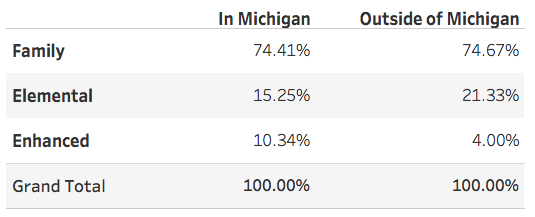 In Michigan Outside of Michigan
Family 74.41% 74.67%
Elemental 15.25% 21.33%
Enhanced 10.34% 4.00%
Grand Total 100.00% 100.00%